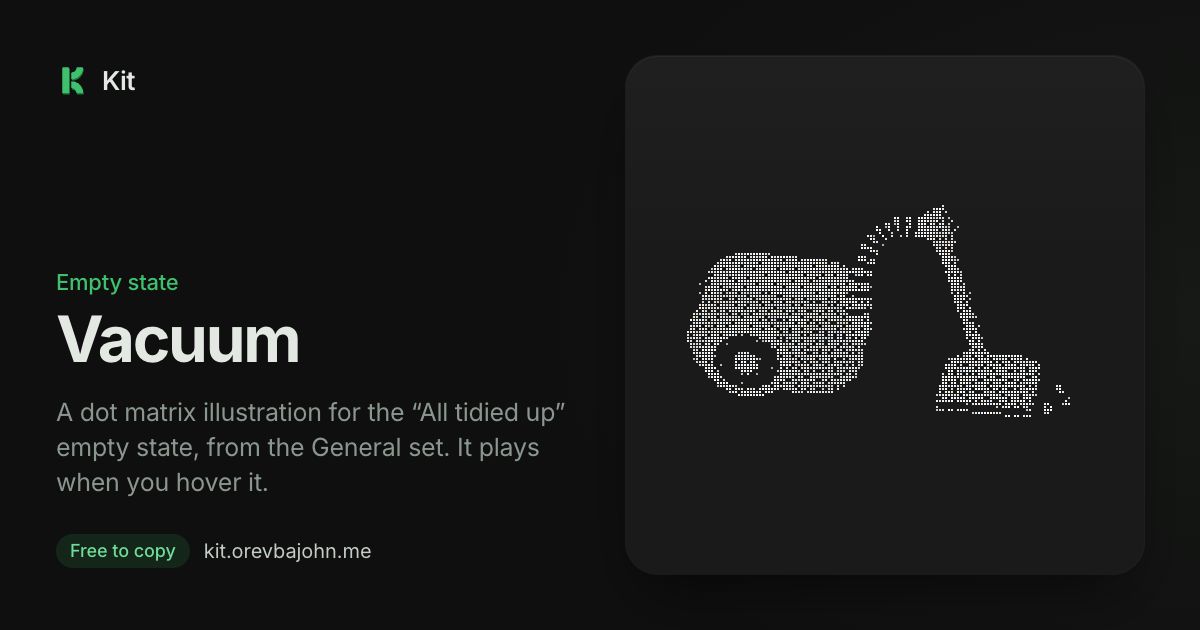 Kit
Empty state
Vacuum
A dot matrix illustration for the “All tidied up”
empty state, from the General set. It plays
when you hover it.
Free to copy
kit.orevbajohn.me